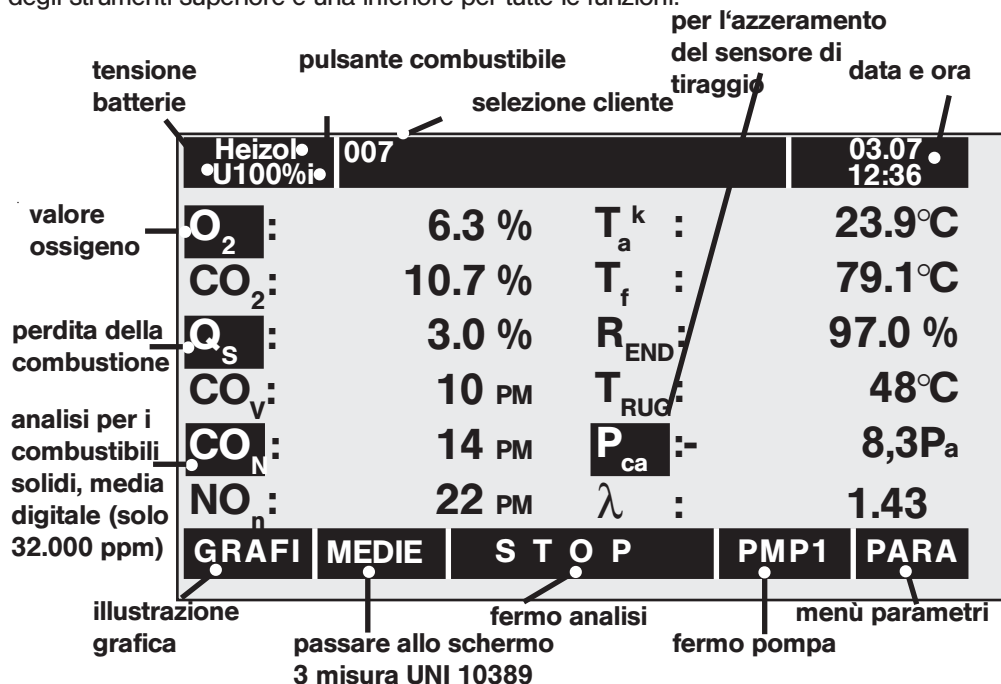 degli strumenti superiore e una inferiore per tutte le funzioni.
per l'azzeramento
del sensore di
tiraggio
tensione
batterie
pulsante combustibile
selezione cliente
data e ora
Heizol
U100%i
007
03.07
12:36
valore
ossigeno
O2 : 6.3 % Tak : 23.9°C
CO2: 10.7 % Tf : 79.1°C
perdita della
combustione
QS : 3.0 % REND: 97.0 %
COV: 10 PM TRUG: 48°C
analisi per i
combustibili
solidi, media
digitale (solo
32.000 ppm)
CON: 14 PM Pca :- 8,3Pa
NOn: 22 PM λ : 1.43
GRAFI MEDIE STOP PMP1 PARA
illustrazione
grafica
passare allo schermo
3 misura UNI 10389
fermo analisi
fermo pompa
menù parametri